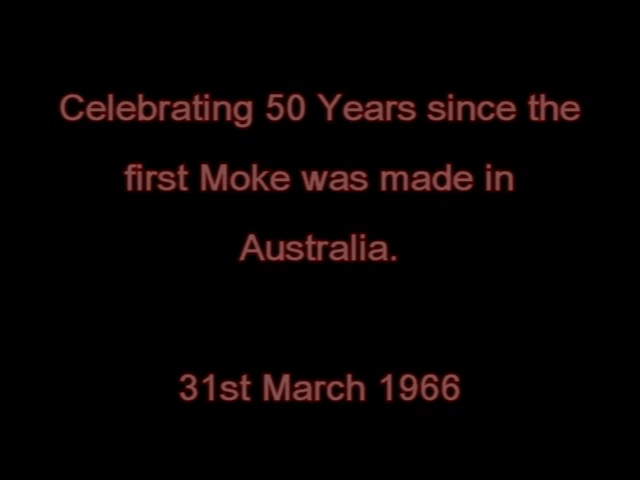 Celebrating 50 Years since the
first Moke was made in
Australia.
31st March 1966